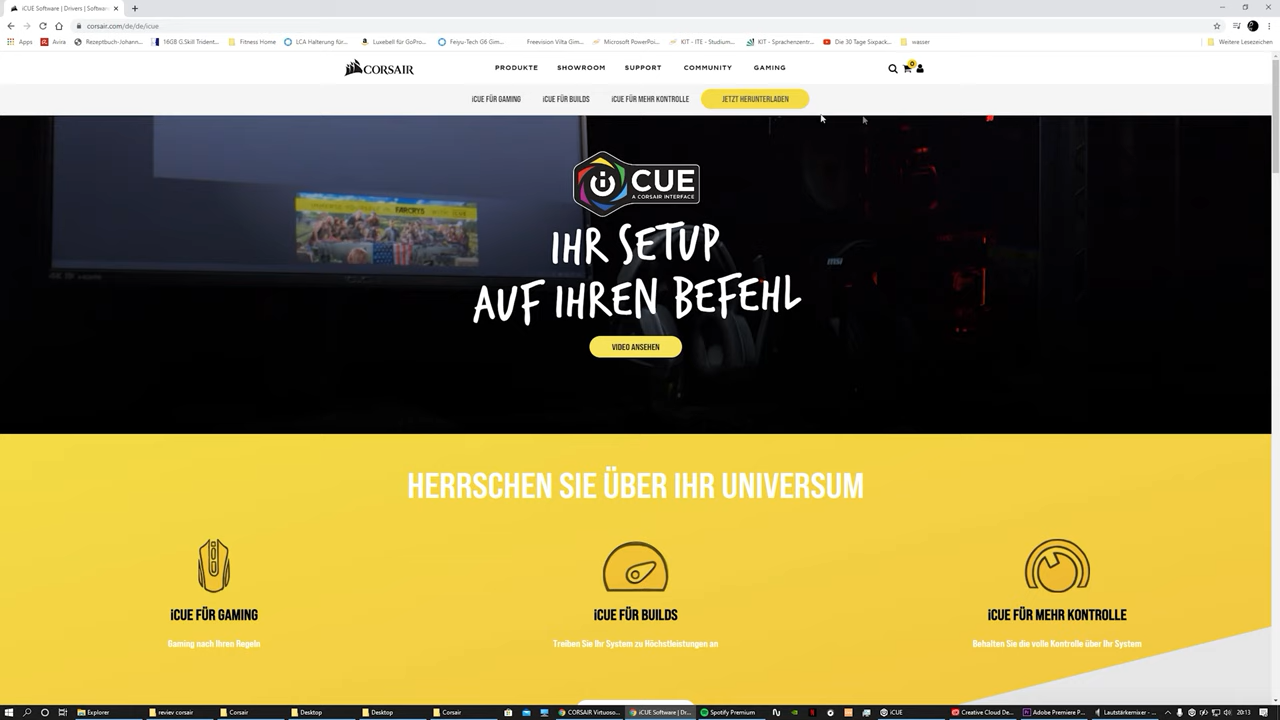 iCUE Software | Drivers | Softwar
corsair.com/de/de/icue
Apps
Avira
Rezeptbuch-Johann...
16GB G.Skill Trident...
Fitness Home
LCA Halterung für...
Luxebell für GoPro...
Feiyu-Tech G6 Gim...
Freevision Vilta Gim...
Microsoft PowerPoi...
KIT - ITE - Studium...
KIT - Sprachenzentr...
Die 30 Tage Sixpack...
wasser
Weitere Lesezeichen
CORSAIR
PRODUKTE
SHOWROOM
SUPPORT
COMMUNITY
GAMING
0
iCUE FÜR GAMING
iCUE FÜR BUILDS
iCUE FÜR MEHR KONTROLLE
JETZT HERUNTERLADEN
FARCRY5
msi
iCUE
A CORSAIR INTERFACE
IHR SETUP
AUF IHREN BEFEHL
VIDEO ANSEHEN
HERRSCHEN SIE ÜBER IHR UNIVERSUM
iCUE FÜR GAMING
Gaming nach Ihren Regeln
iCUE FÜR BUILDS
Treiben Sie Ihr System zu Höchstleistungen an
iCUE FÜR MEHR KONTROLLE
Behalten Sie die volle Kontrolle über Ihr System
Explorer
reviev corsair
Corsair
Desktop
Desktop
Corsair
CORSAIR Virtuoso...
iCUE Software | Dr...
Spotify Premium
iCUE
Creative Cloud De...
Adobe Premiere P...
Lautstärkemixer - ...
20:13